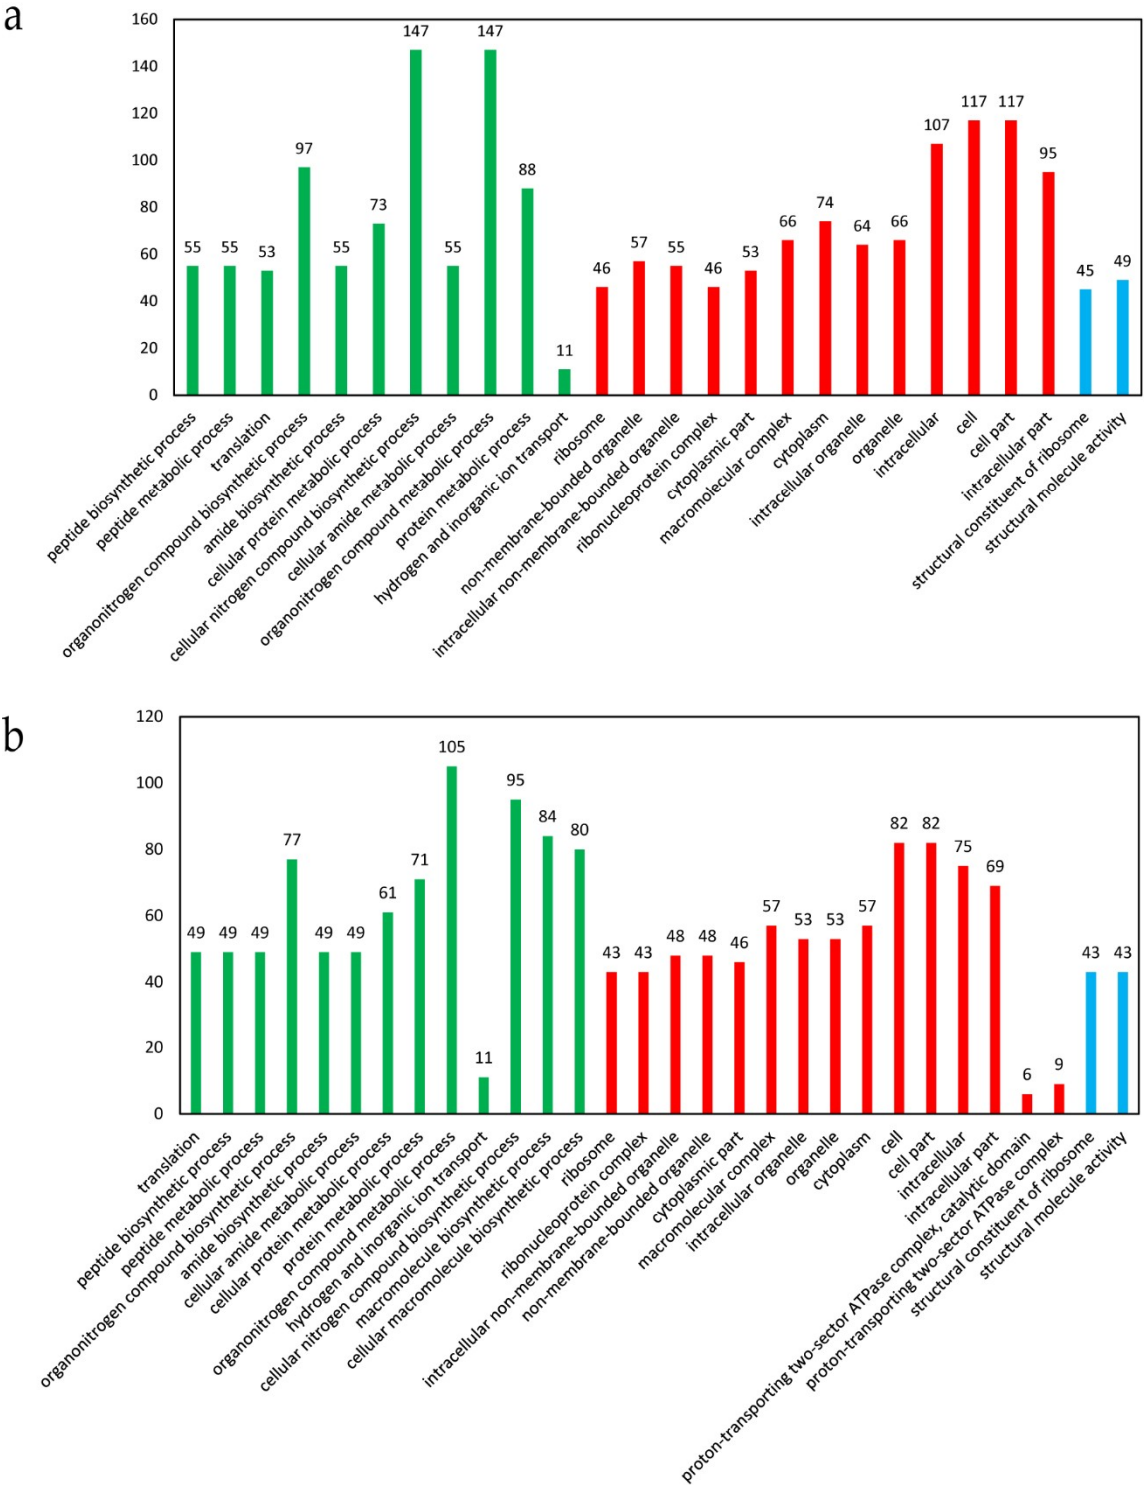 a
160
140
120
100
80
60
40
20
0
55
55
53
97
55
73
147
55
147
88
11
46
57
55
46
53
66
74
64
66
107
117
117
95
45
49
peptide biosynthetic process
peptide metabolic process
translation
organonitrogen compound biosynthetic process
amide biosynthetic process
cellular protein metabolic process
cellular nitrogen compound biosynthetic process
cellular amide metabolic process
organonitrogen compound metabolic process
protein metabolic process
hydrogen and inorganic ion transport
ribosome
non-membrane-bounded organelle
intracellular non-membrane-bounded organelle
ribonucleoprotein complex
cytoplasmic part
macromolecular complex
cytoplasm
intracellular organelle
organelle
intracellular
cell
cell part
intracellular part
structural constituent of ribosome
structural molecule activity
b
120
100
80
60
40
20
0
49
49
49
77
49
49
61
71
105
11
95
84
80
43
43
48
48
46
57
53
53
57
82
82
75
69
6
9
43
43
translation
peptide biosynthetic process
peptide metabolic process
organonitrogen compound biosynthetic process
amide biosynthetic process
cellular amide metabolic process
cellular protein metabolic process
protein metabolic process
organonitrogen compound metabolic process
hydrogen and inorganic ion transport
cellular nitrogen compound biosynthetic process
macromolecule biosynthetic process
cellular macromolecule biosynthetic process
ribosome
ribonucleoprotein complex
intracellular non-membrane-bounded organelle
non-membrane-bounded organelle
cytoplasmic part
macromolecular complex
intracellular organelle
organelle
cytoplasm
cell
cell part
intracellular
intracellular part
proton-transporting two-sector ATPase complex, catalytic domain
proton-transporting two-sector ATPase complex
structural constituent of ribosome
structural molecule activity